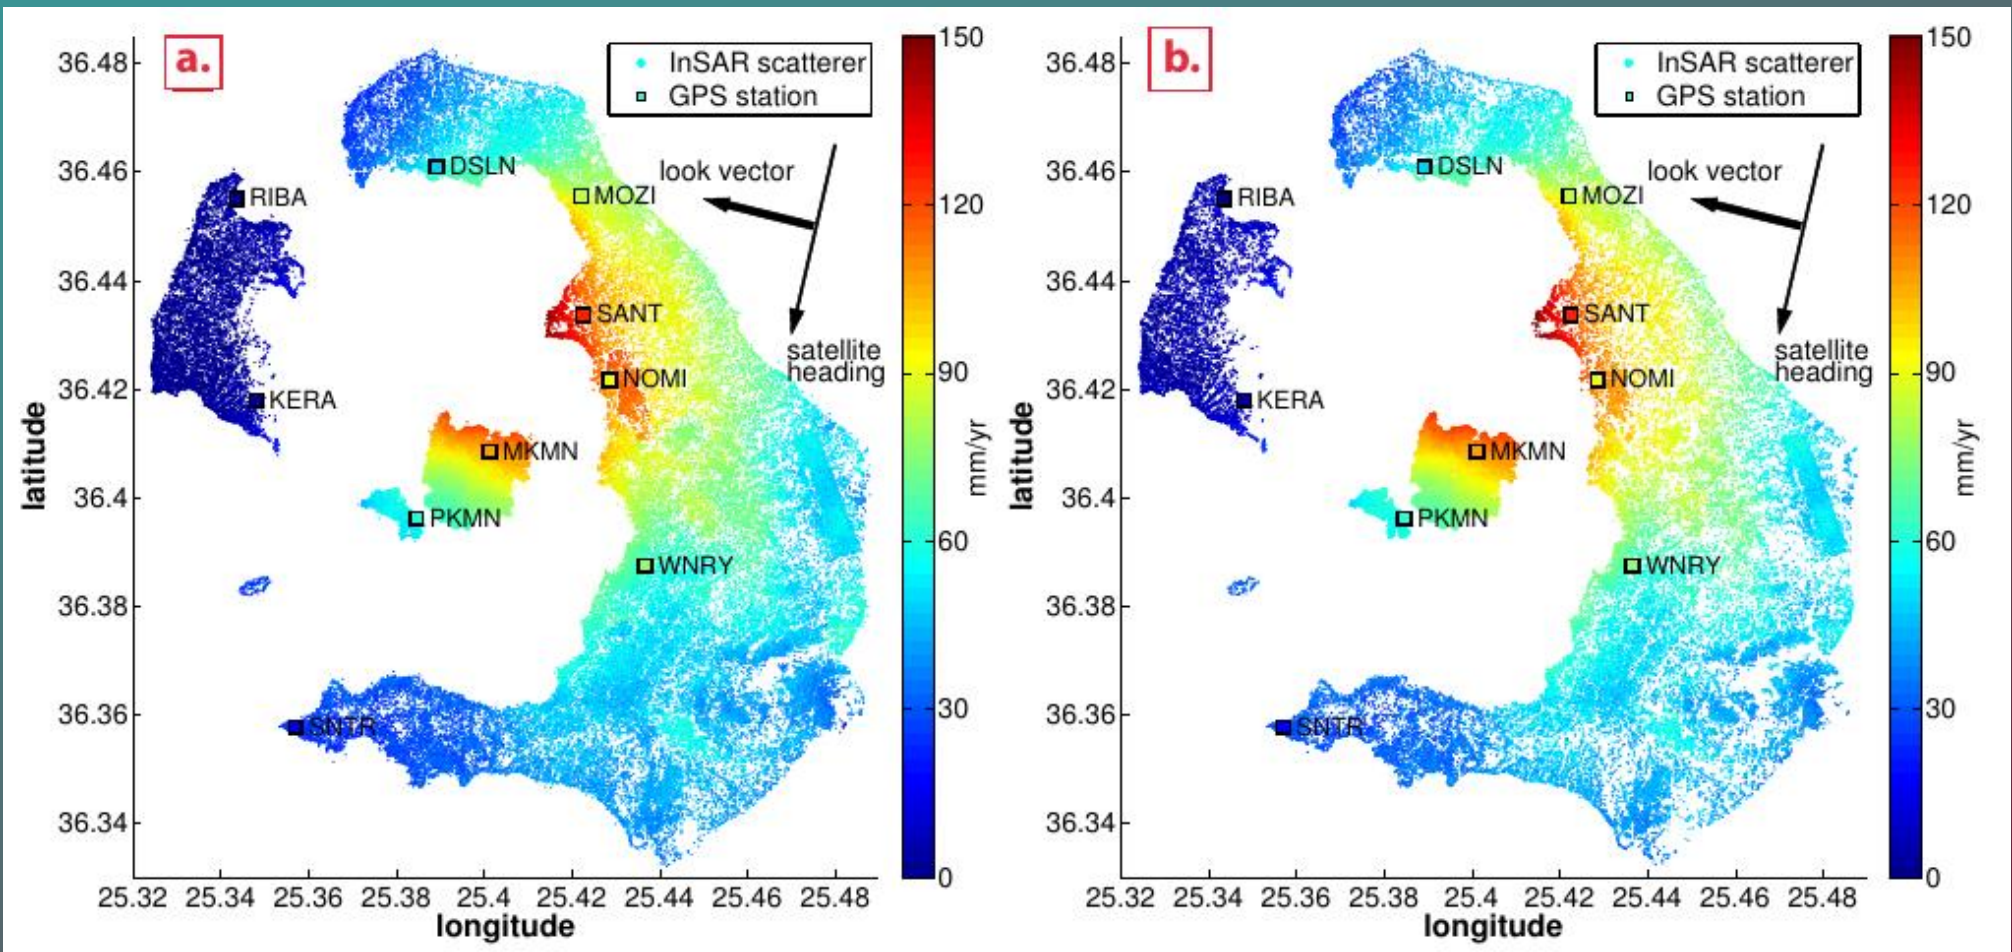 a.
InSAR scatterer
GPS station
look vector
satellite
heading
RIBA
DSLN
MOZI
SANT
NOMI
KERA
MKMN
PKMN
WNRY
SNTR
36.48
36.46
36.44
36.42
36.4
36.38
36.36
36.34
latitude
25.32 25.34 25.36 25.38 25.4 25.42 25.44 25.46 25.48
longitude
150
120
90
60
30
0
mm/yr
b.
InSAR scatterer
GPS station
look vector
satellite
heading
RIBA
DSLN
MOZI
SANT
NOMI
KERA
MKMN
PKMN
WNRY
SNTR
36.48
36.46
36.44
36.42
36.4
36.38
36.36
36.34
latitude
25.32 25.34 25.36 25.38 25.4 25.42 25.44 25.46 25.48
longitude
150
120
90
60
30
0
mm/yr